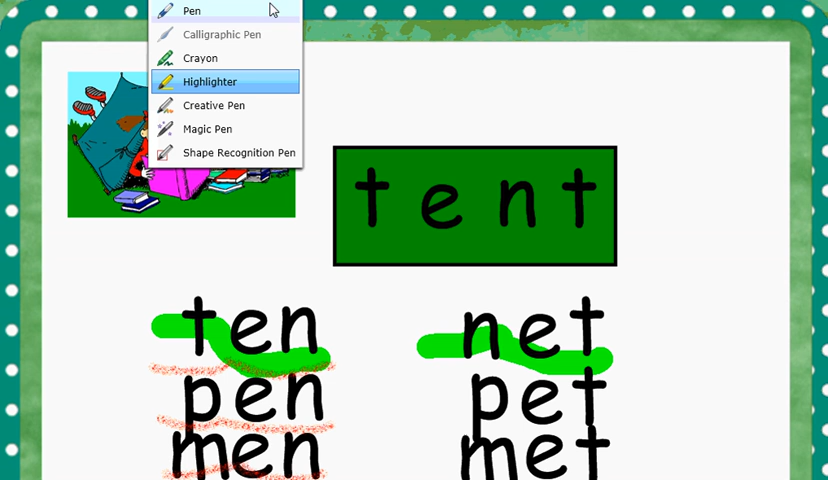 Pen
Calligraphic Pen
Crayon
Highlighter
Creative Pen
Magic Pen
Shape Recognition Pen
tent
ten net
pen pet
men met